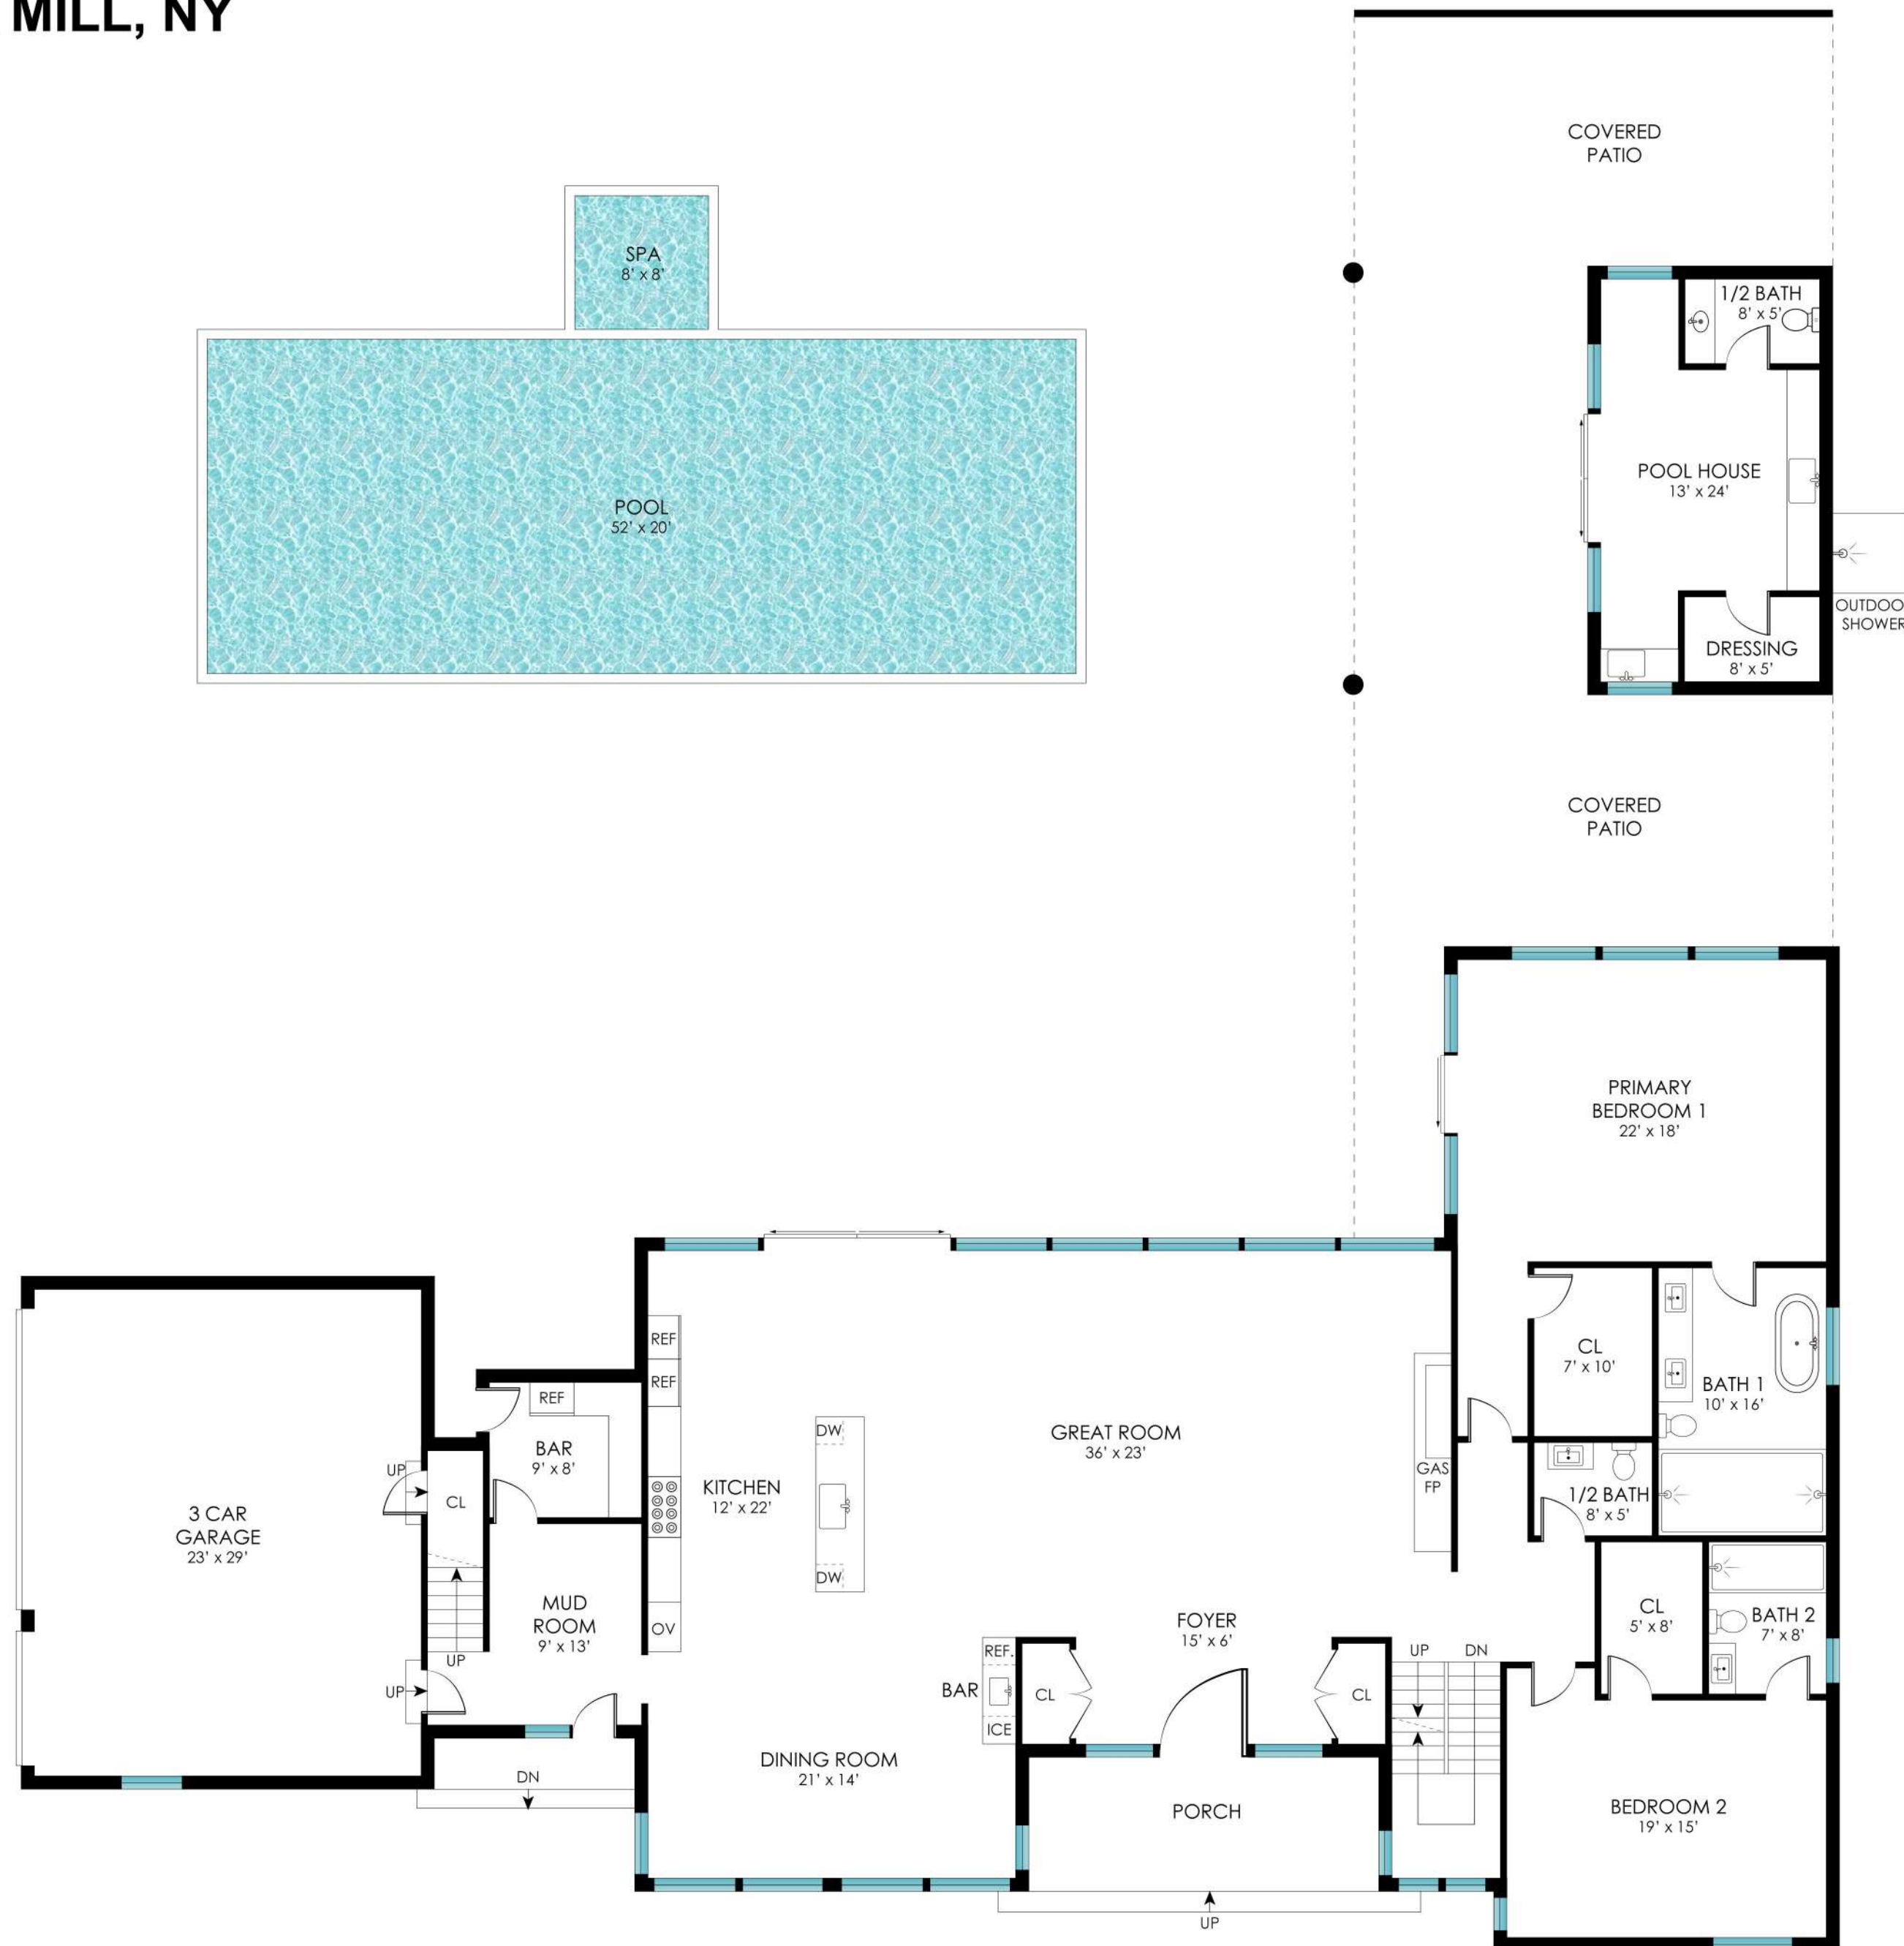 MILL, NY
COVERED
PATIO
SPA
8' x 8'
1/2 BATH
8' x 5'
POOL HOUSE
13' x 24'
POOL
52' x 20'
OUTDOO
SHOWER
DRESSING
8' x 5'
COVERED
PATIO
PRIMARY
BEDROOM 1
22' x 18'
REF
REF
CL
7' x 10'
BATH 1
10' x 16'
REF
BAR
9' x 8'
DW
GREAT ROOM
36' x 23'
GAS
FP
UP
CL
KITCHEN
12' x 22'
1/2 BATH
8' x 5'
3 CAR
GARAGE
23' x 29'
DW
MUD
ROOM
9' x 13'
OV
FOYER
15' x 6'
CL
5' x 8'
BATH 2
7' x 8'
UP
UP
REF.
BAR
ICE
CL
CL
UP
DN
DINING ROOM
21' x 14'
DN
PORCH
BEDROOM 2
19' x 15'
UP